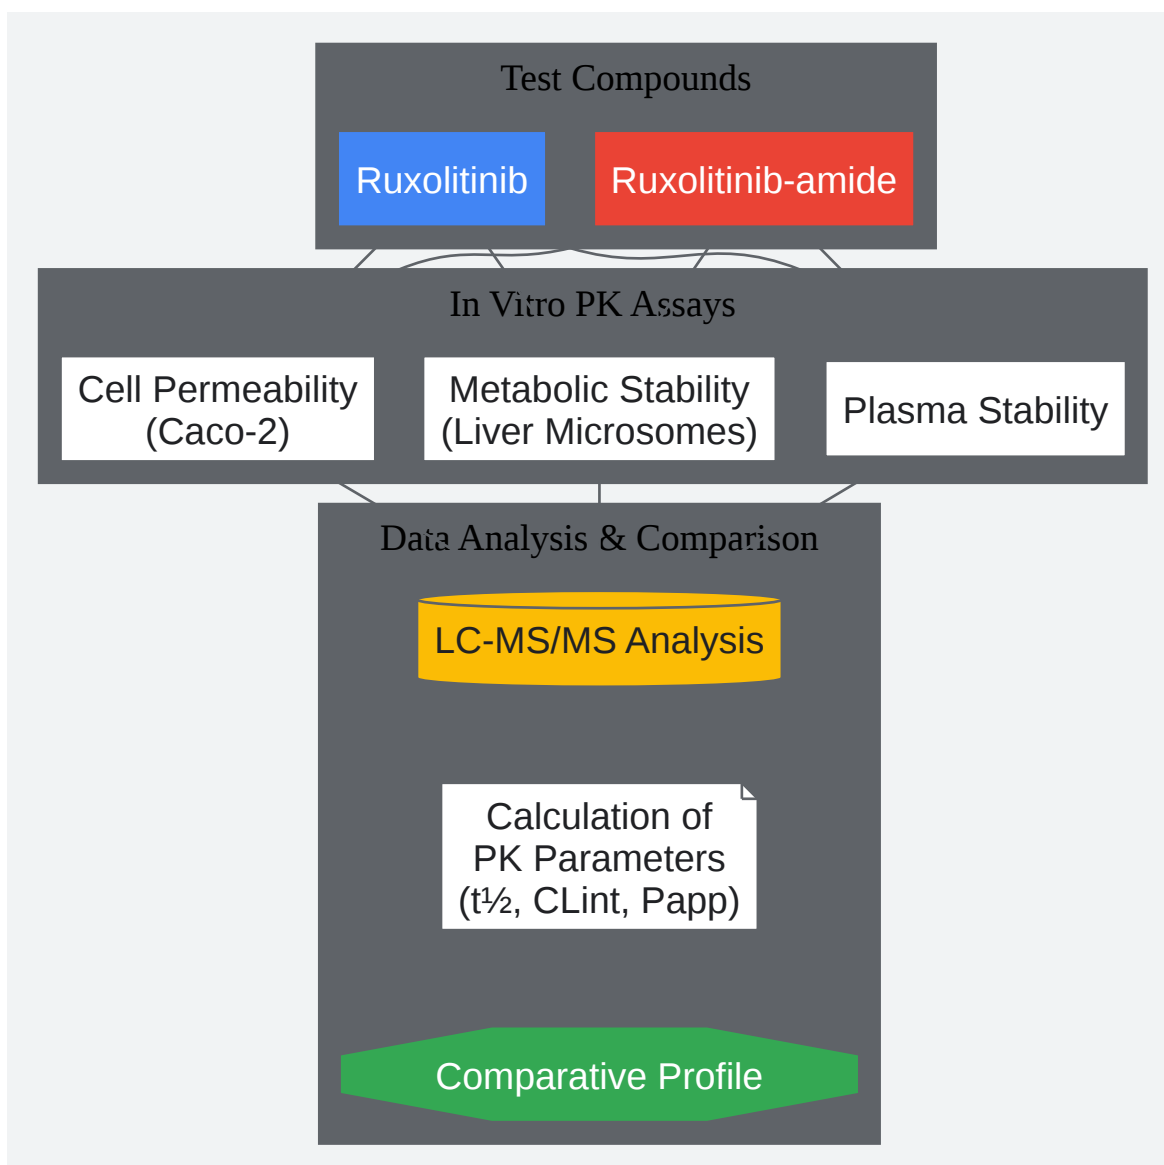 Test Compounds
Ruxolitinib
Ruxolitinib-amide
In Vitro PK Assays
Cell Permeability
(Caco-2)
Metabolic Stability
(Liver Microsomes)
Plasma Stability
Data Analysis & Comparison
LC-MS/MS Analysis
Calculation of
PK Parameters
(t½, CLint, Papp)
Comparative Profile